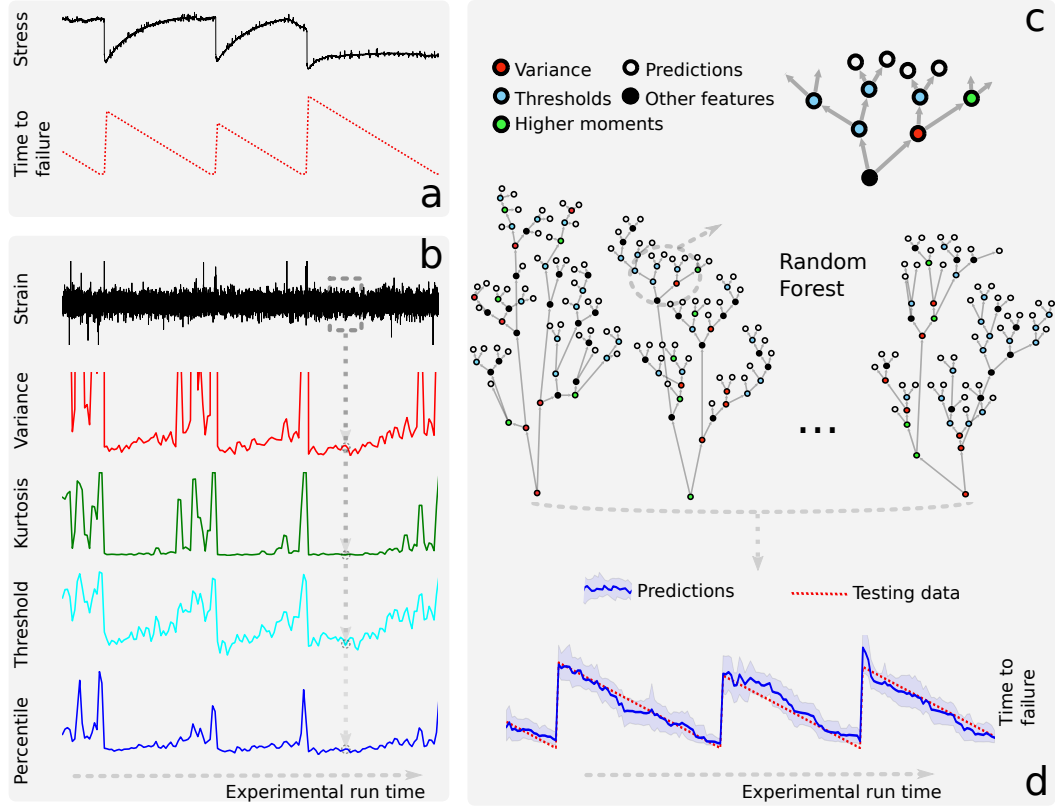 Stress
Time to
failure
a
b
Strain
Variance
Kurtosis
Threshold
Percentile
Experimental run time
c
Variance
Predictions
Thresholds
Other features
Higher moments
Random
Forest
...
Predictions
Testing data
Time to
failure
Experimental run time
d